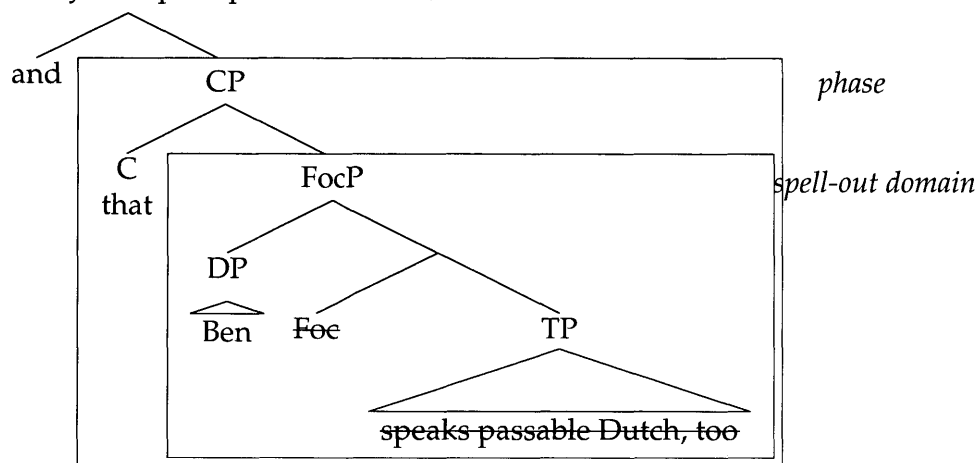 and
CP
phase
C
FocP
spell-out domain
that
DP
Ben
Foc
TP
speaks passable Dutch, too